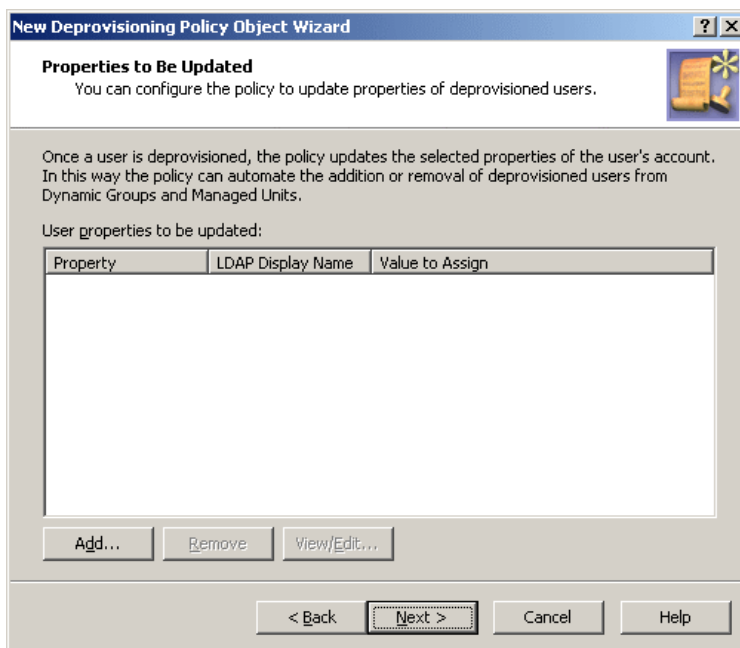 New Deprovisioning Policy Object Wizard
Properties to Be Updated
You can configure the policy to update properties of deprovisioned users.
Once a user is deprovisioned, the policy updates the selected properties of the user's account.
In this way the policy can automate the addition or removal of deprovisioned users from
Dynamic Groups and Managed Units.
User properties to be updated:
Property LDAP Display Name Value to Assign
Add... Remove View/Edit...
< Back Next > Cancel Help